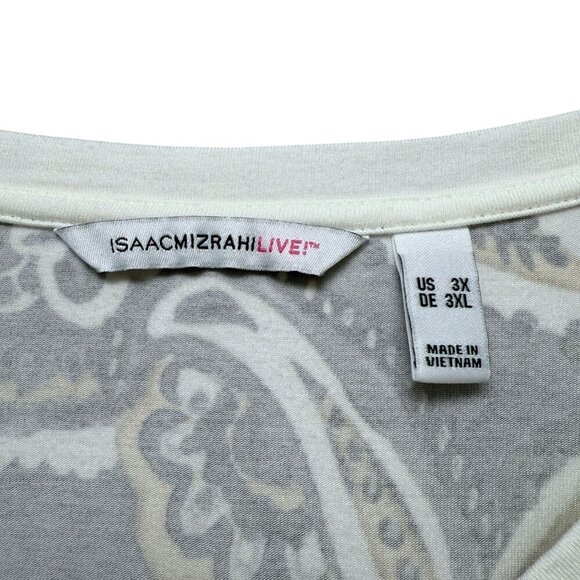 ISAACMIZRAHILIVE!™
US 3X
DE 3XL
MADE IN
VIETNAM